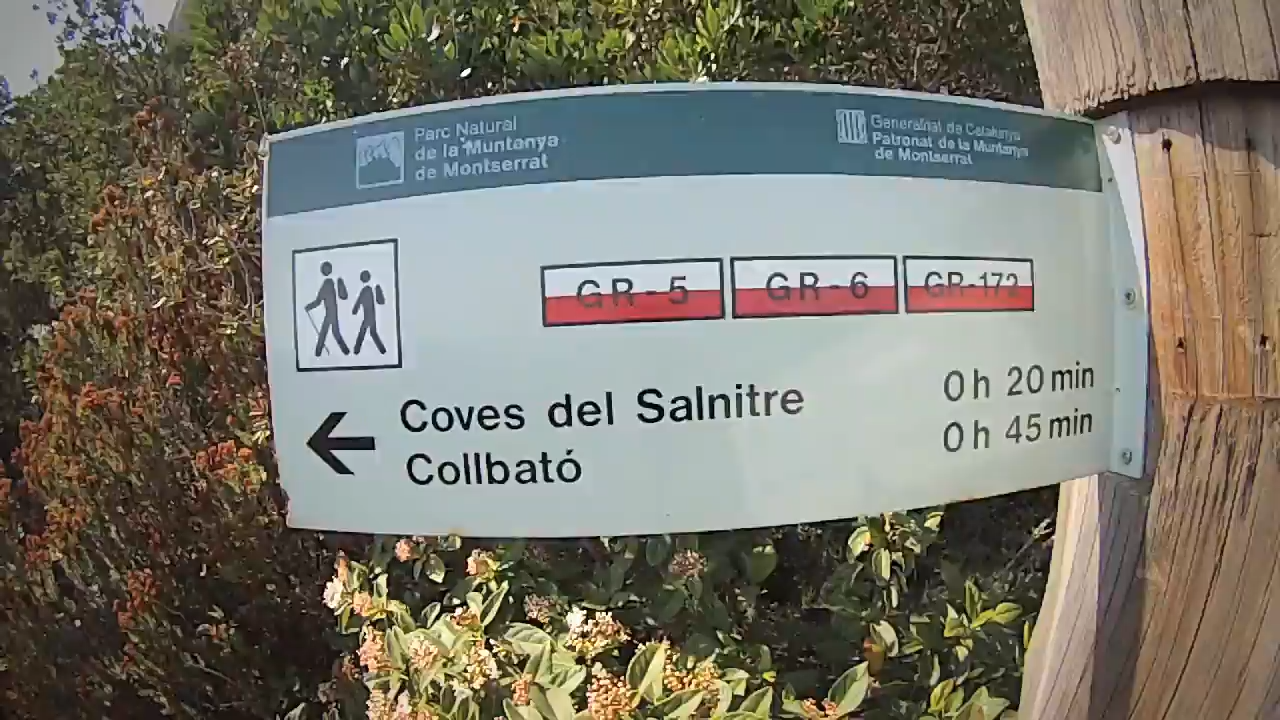 Parc Natural
de la Muntanya
de Montserrat
Generalitat de Catalunya
Patronat de la Muntanya
de Montserrat
GR-5 GR-6 GR-172
Coves del Salnitre 0 h 20 min
Collbató 0 h 45 min